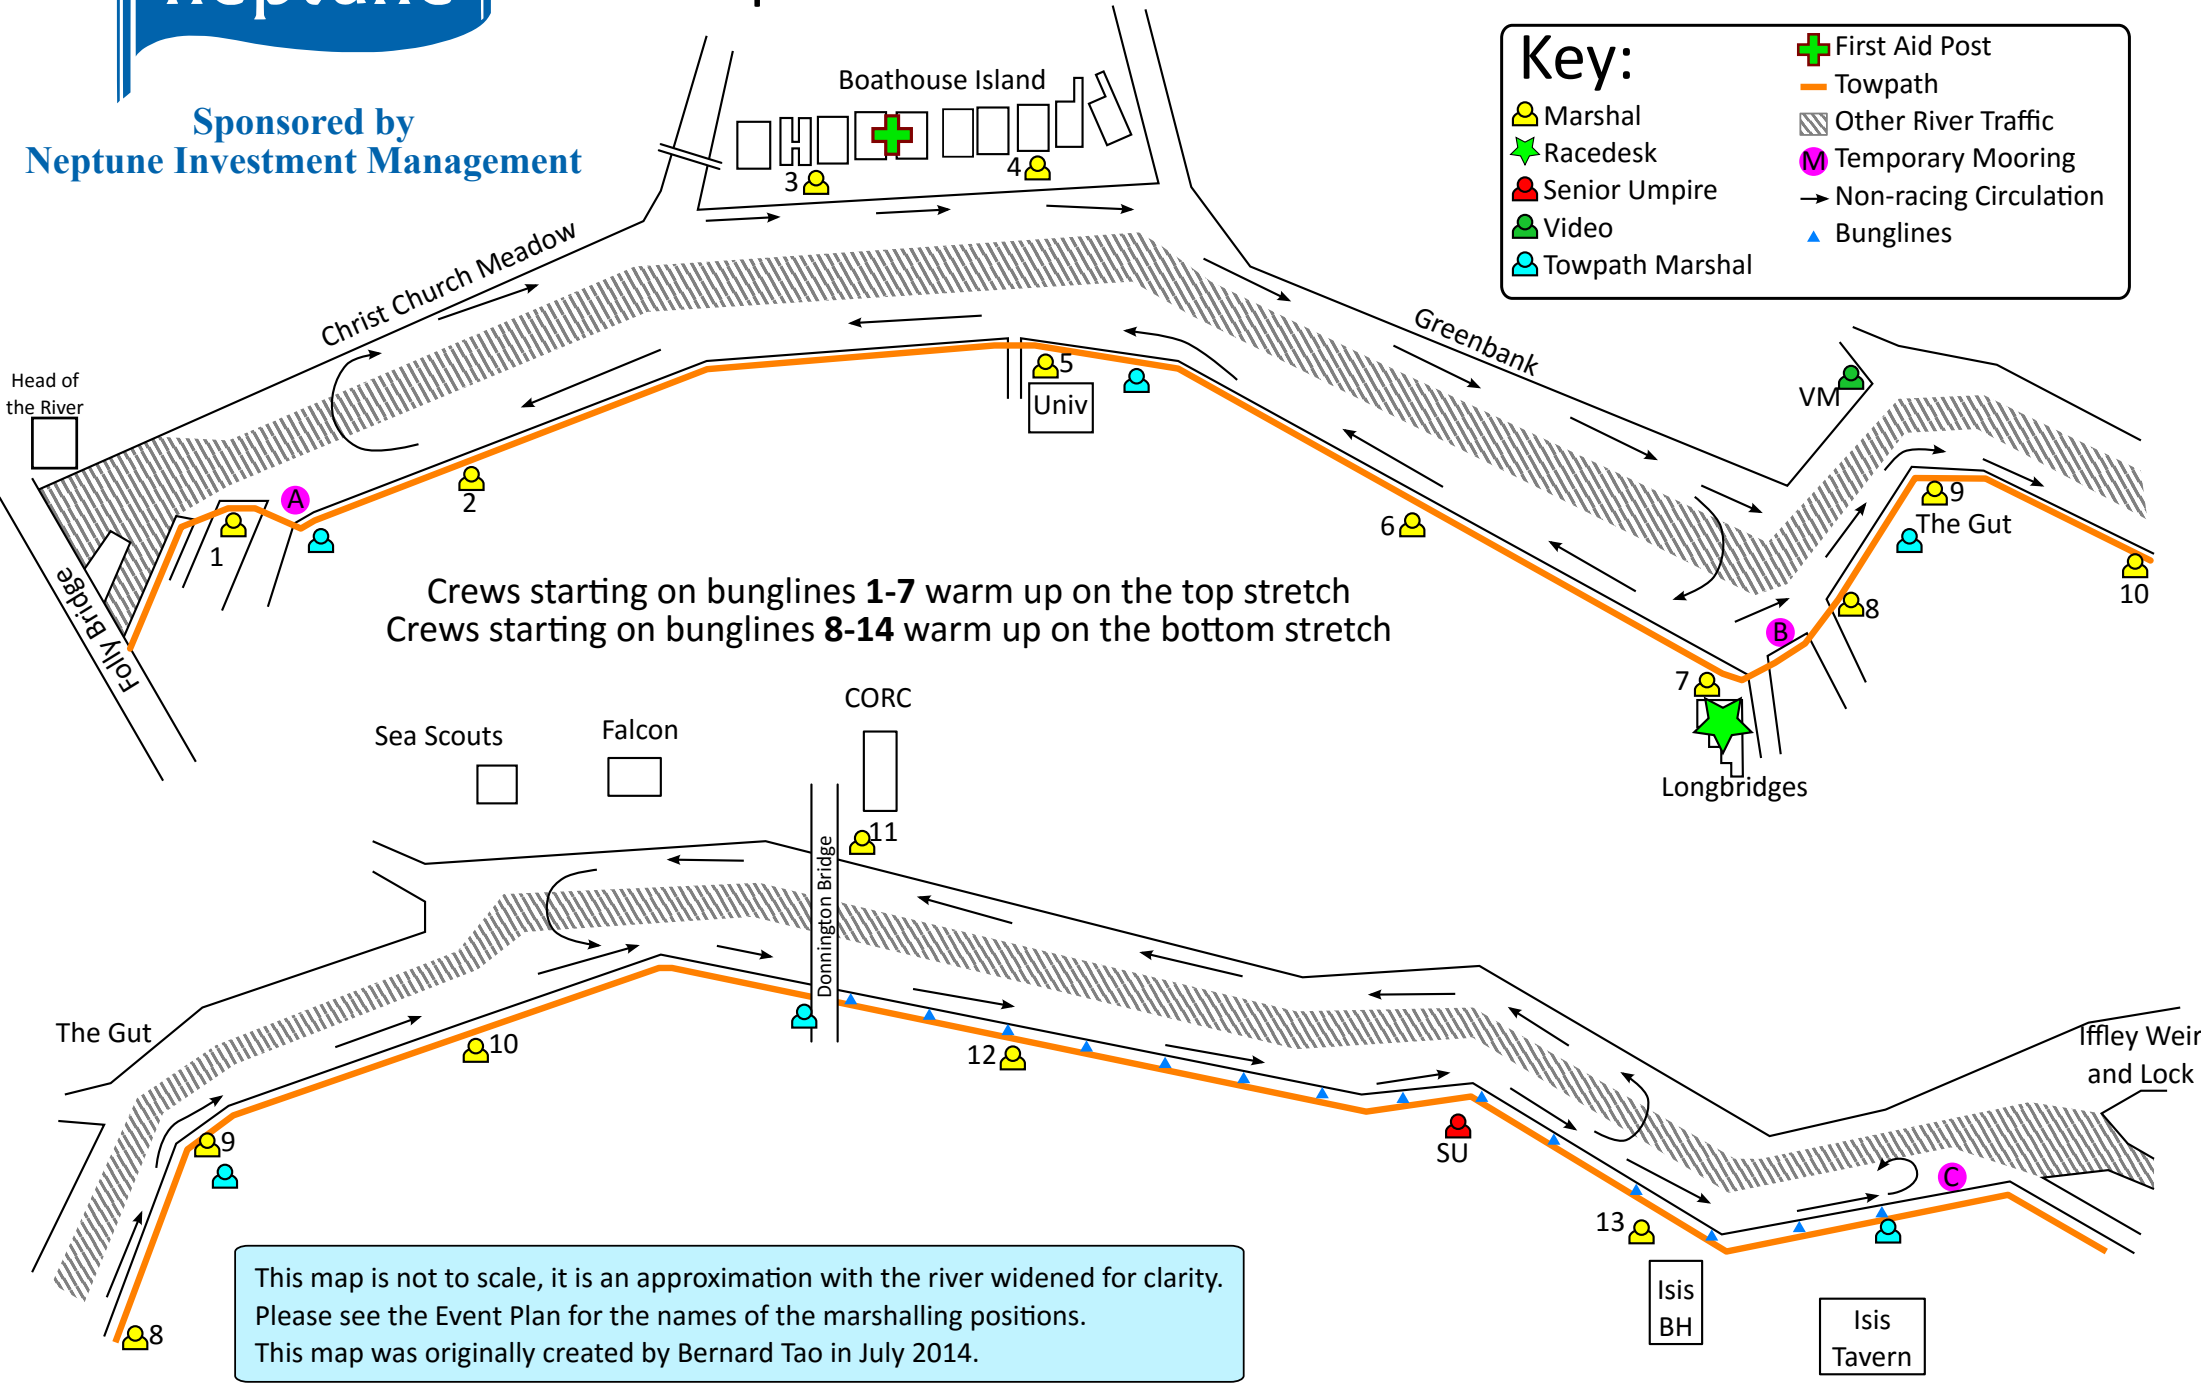 neptune
Sponsored by
Neptune Investment Management
Boathouse Island
Key:
Marshal
Racedesk
Senior Umpire
Video
Towpath Marshal
First Aid Post
Towpath
Other River Traffic
M Temporary Mooring
Non-racing Circulation
Bunglines
3
4
Christ Church Meadow
Greenbank
Head of
the River
5
Univ
VM
A
1
2
6
9
The Gut
10
8
B
7
Longbridges
Folly Bridge
Crews starting on bunglines 1-7 warm up on the top stretch
Crews starting on bunglines 8-14 warm up on the bottom stretch
Sea Scouts
Falcon
CORC
11
Donnington Bridge
The Gut
10
12
9
8
SU
13
C
Iffley Weir
and Lock
Isis
BH
Isis
Tavern
This map is not to scale, it is an approximation with the river widened for clarity.
Please see the Event Plan for the names of the marshalling positions.
This map was originally created by Bernard Tao in July 2014.